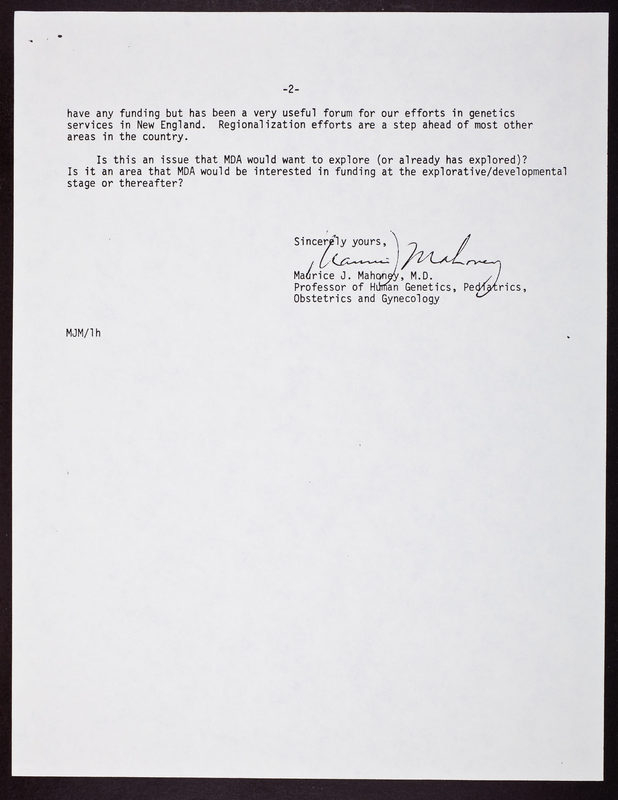 -2-
have any funding but has been a very useful forum for our efforts in genetics
services in New England.  Regionalization efforts are a step ahead of most other
areas in the country.
Is this an issue that MDA would want to explore (or already has explored)?
Is it an area that MDA would be interested in funding at the explorative/developmental
stage or thereafter?
Sincerely yours,
Maurice J. Mahoney
Maurice J. Mahoney, M.D.
Professor of Human Genetics, Pediatrics,
Obstetrics and Gynecology
MJM/lh